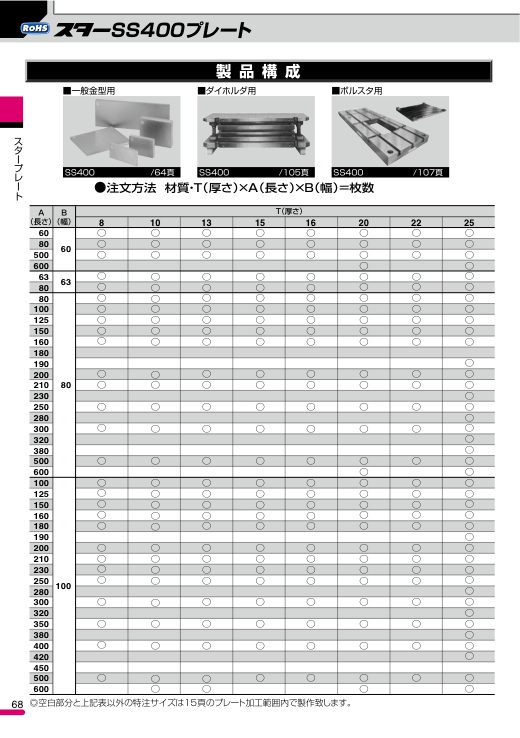 RoHS スターSS400プレート
製品構成
■一般金型用 ■ダイホルダ用 ■ボルスタ用
SS400 /64頁 SS400 /105頁 SS400 /107頁
スタープレート
●注文方法 材質・T(厚さ)×A(長さ)×B(幅)＝枚数
A (長さ) B (幅) T(厚さ)
8 10 13 15 16 20 22 25
60 ○ ○ ○ ○ ○ ○ ○ ○
80 ○ ○ ○ ○ ○ ○ ○ ○
60
500 ○ ○ ○ ○ ○ ○ ○ ○
600 ○ ○
63 ○ ○ ○ ○ ○ ○ ○ ○
63
80 ○ ○ ○ ○ ○ ○ ○ ○
80 ○ ○ ○ ○ ○ ○ ○ ○
100 ○ ○ ○ ○ ○ ○ ○ ○
125 ○ ○ ○ ○ ○ ○ ○ ○
150 ○ ○ ○ ○ ○ ○ ○ ○
160 ○ ○ ○ ○ ○ ○ ○ ○
180
190 ○
200 ○ ○ ○ ○ ○ ○ ○ ○
210 80 ○ ○ ○ ○ ○ ○ ○ ○
230 ○
250 ○ ○ ○ ○ ○ ○ ○ ○
280 ○
300 ○ ○ ○ ○ ○ ○ ○ ○
320 ○
380 ○
500 ○ ○ ○ ○ ○ ○ ○ ○
600 ○ ○
100 ○ ○ ○ ○ ○ ○ ○ ○
125 ○ ○ ○ ○ ○ ○ ○ ○
150 ○ ○ ○ ○ ○ ○ ○ ○
160 ○ ○ ○ ○ ○ ○ ○ ○
180 ○ ○ ○ ○ ○ ○ ○ ○
190 ○
200 ○ ○ ○ ○ ○ ○ ○ ○
210 ○ ○ ○ ○ ○ ○ ○ ○
230 ○ ○ ○ ○ ○ ○ ○ ○
250 ○ ○ ○ ○ ○ ○ ○ ○
100
280 ○
300 ○ ○ ○ ○ ○ ○ ○ ○
320 ○
350 ○ ○ ○ ○ ○ ○ ○ ○
380 ○
400 ○ ○ ○ ○ ○ ○ ○ ○
420 ○
450
500 ○ ○ ○ ○ ○ ○ ○ ○
600 ○ ○ ○ ○
68 ◎空白部分と上記表以外の特注サイズは15頁のプレート加工範囲内で製作致します。